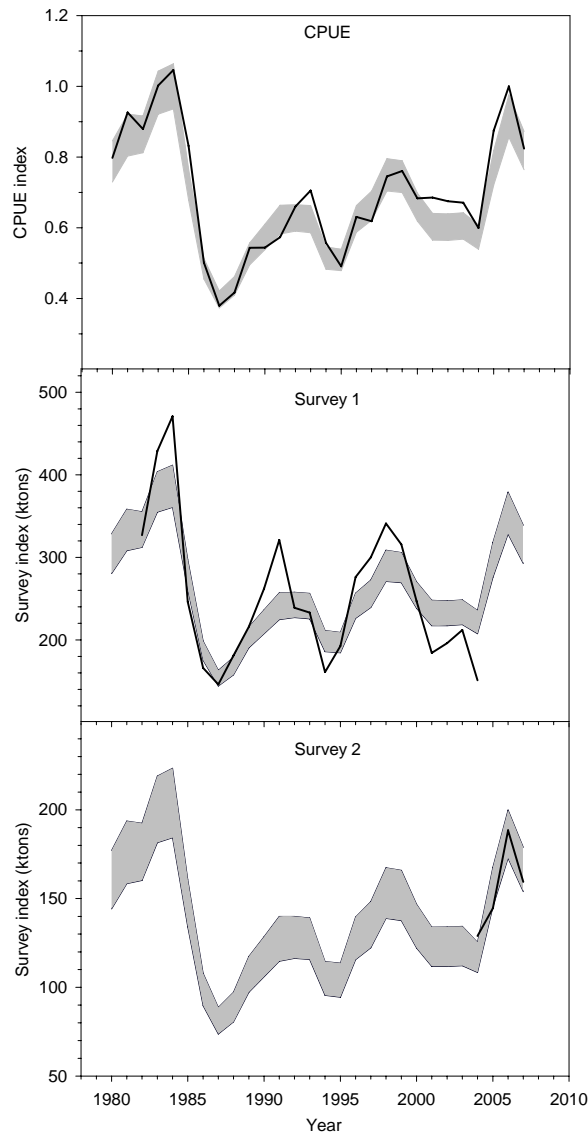 CPUE
1.2
1.0
0.8
0.6
0.4
CPUE index
Survey 1
500
400
300
200
Survey index (ktons)
Survey 2
200
150
100
50
Survey index (ktons)
1980 1985 1990 1995 2000 2005 2010
Year